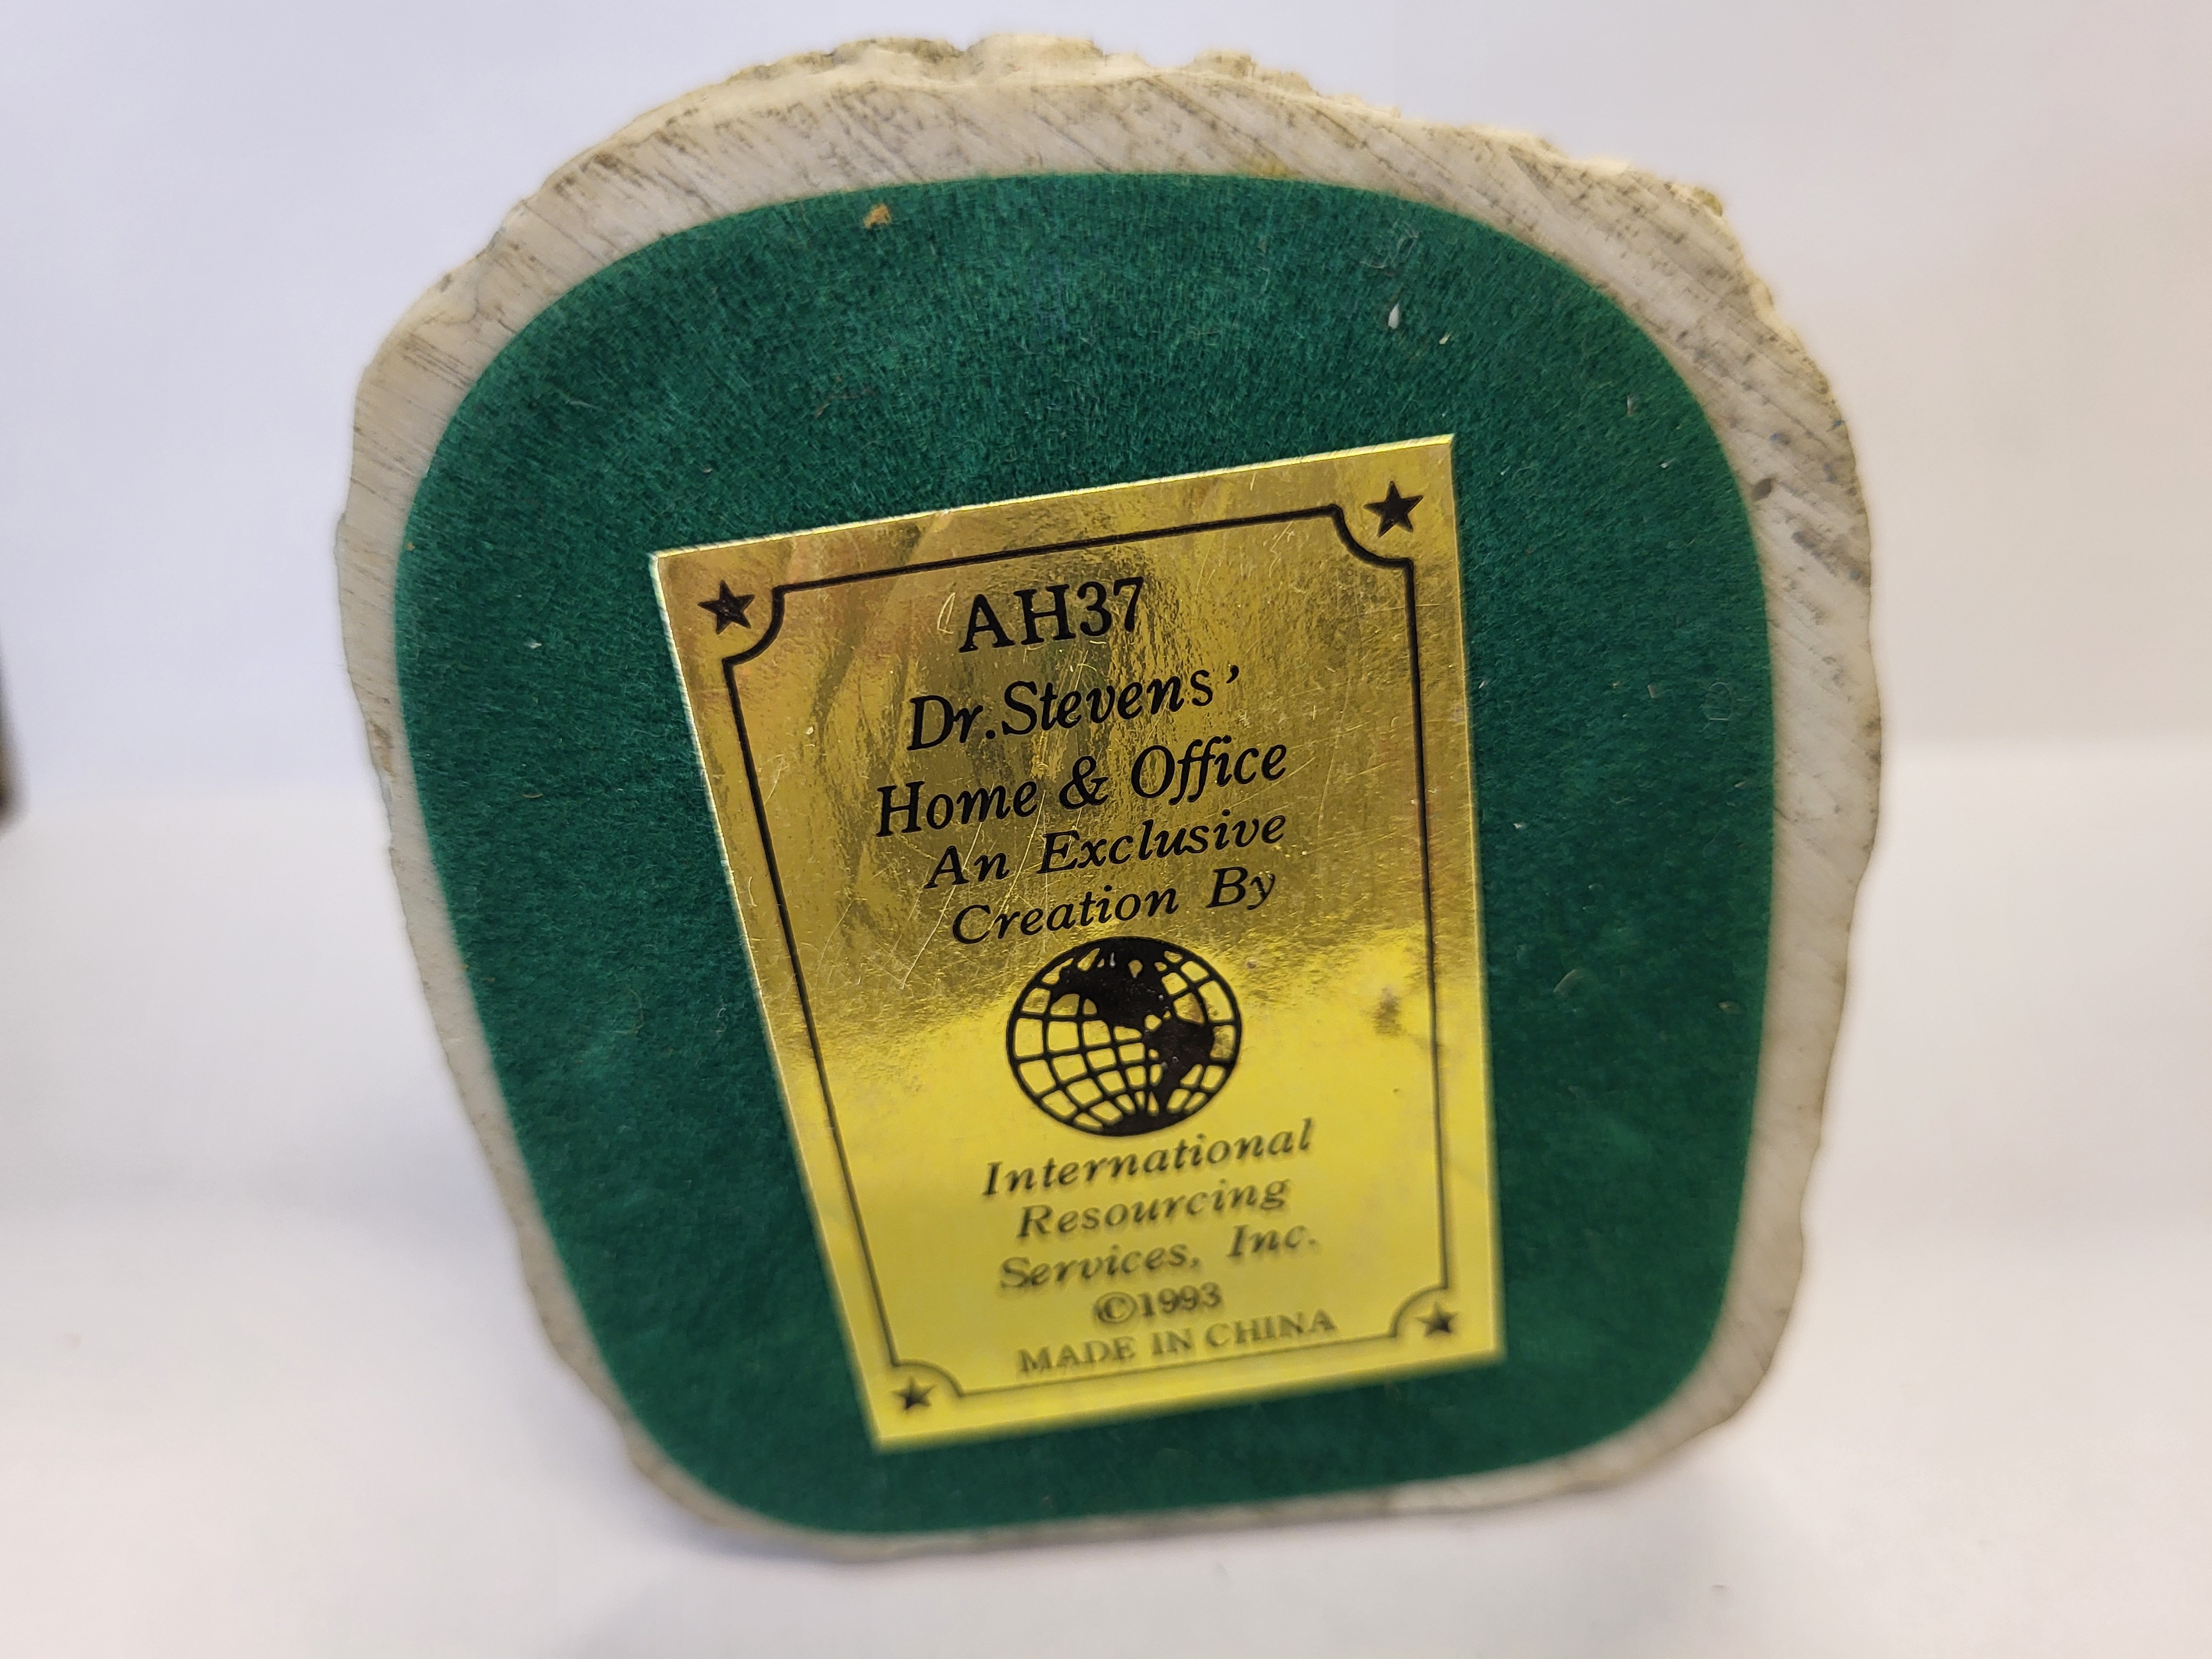 AH37
Dr.Stevens'
Home & Office
An Exclusive
Creation By
International
Resourcing
Services, Inc.
©1993
MADE IN CHINA